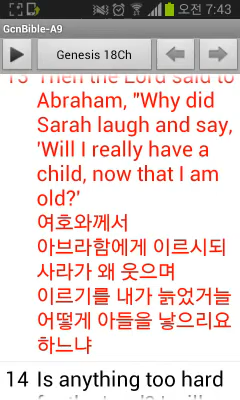 오전 7:43
GcnBible-A9
Genesis 18Ch
13 Then the Lord said to
Abraham, "Why did
Sarah laugh and say,
'Will I really have a
child, now that I am
old?'
여호와께서
아브라함에게 이르시되
사라가 왜 웃으며
이르기를 내가 늙었거늘
어떻게 아들을 낳으리요
하느냐
14 Is anything too hard